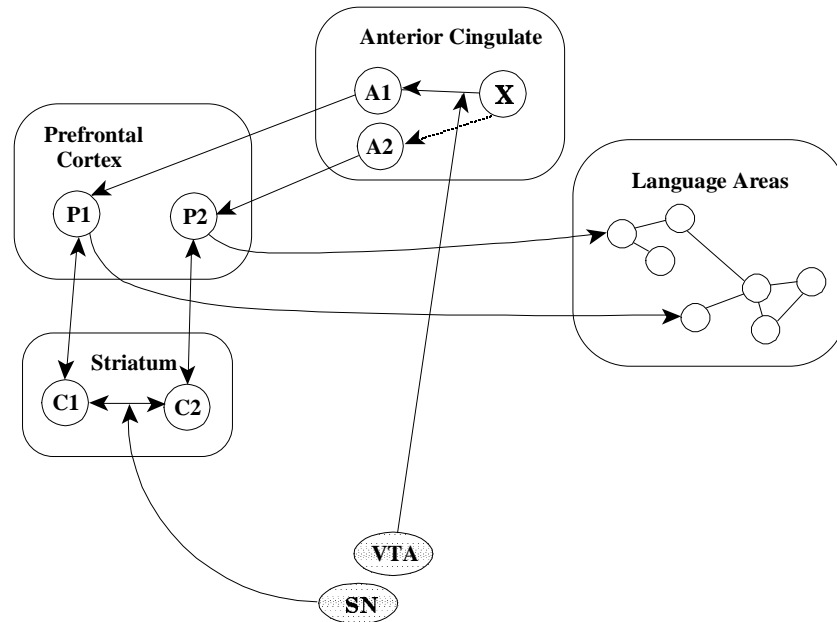 Anterior Cingulate
A1
X
A2
Prefrontal
Cortex
P1
P2
Language Areas
Striatum
C1
C2
VTA
SN